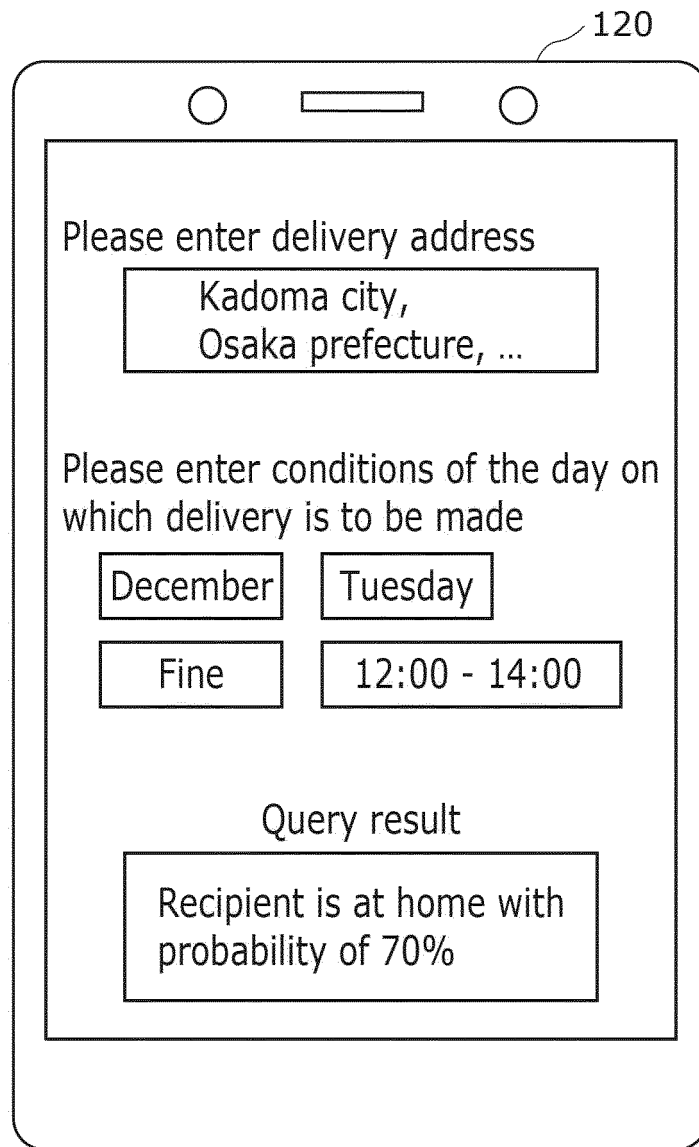 120
Please enter delivery address
Kadoma city,
Osaka prefecture, ...
Please enter conditions of the day on
which delivery is to be made
December Tuesday
Fine 12:00 - 14:00
Query result
Recipient is at home with
probability of 70%